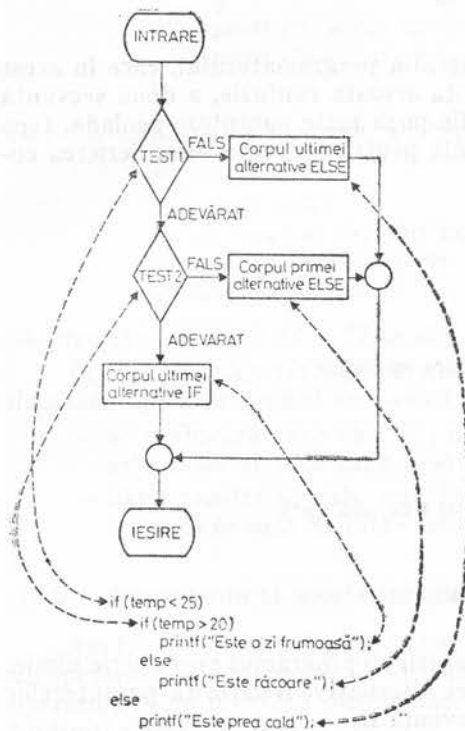 INTRARE
TEST1
FALS
Corpul ultimei
alternative ELSE
ADEVĂRAT
TEST2
FALS
Corpul primei
alternative ELSE
ADEVARAT
Corpul ultimei
alternative IF
IESIRE
if (temp < 25)
if (temp > 20)
printf("Este o zi frumoasă");
else
printf("Este răcoare");
else
printf("Este prea cald");